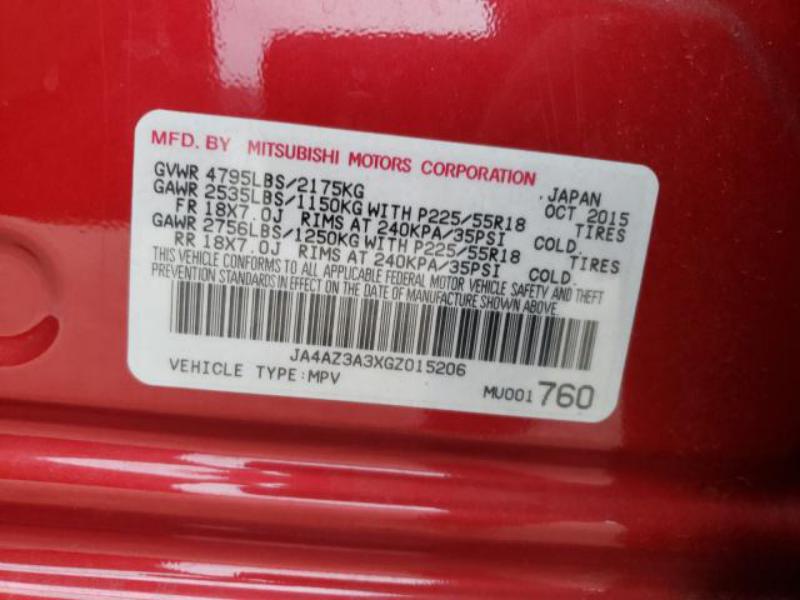 MFD. BY MITSUBISHI MOTORS CORPORATION
GVWR 4795LBS/2175KG JAPAN
GAWR 2535LBS/1150KG WITH P225/55R18 OCT 2015
FR 18X7.0J RIMS AT 240KPA/35PSI COLD. TIRES
GAWR 2756LBS/1250KG WITH P225/55R18
RR 18X7.0J RIMS AT 240KPA/35PSI COLD. TIRES
THIS VEHICLE CONFORMS TO ALL APPLICABLE FEDERAL MOTOR VEHICLE SAFETY AND THEFT
PREVENTION STANDARDS IN EFFECT ON THE DATE OF MANUFACTURE SHOWN ABOVE.
JA4AZ3A3XGZ015206
VEHICLE TYPE:MPV MU001760